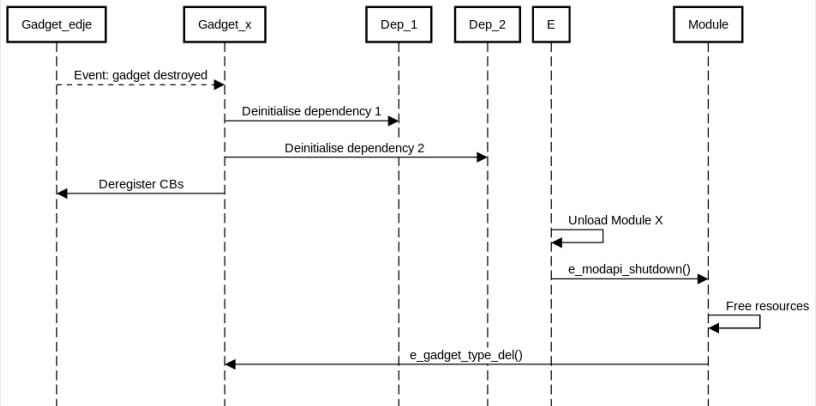 Gadget_edje
Gadget_x
Dep_1
Dep_2
E
Module
Event: gadget destroyed
Deinitialise dependency 1
Deinitialise dependency 2
Deregister CBs
Unload Module X
e_modapi_shutdown()
Free resources
e_gadget_type_del()